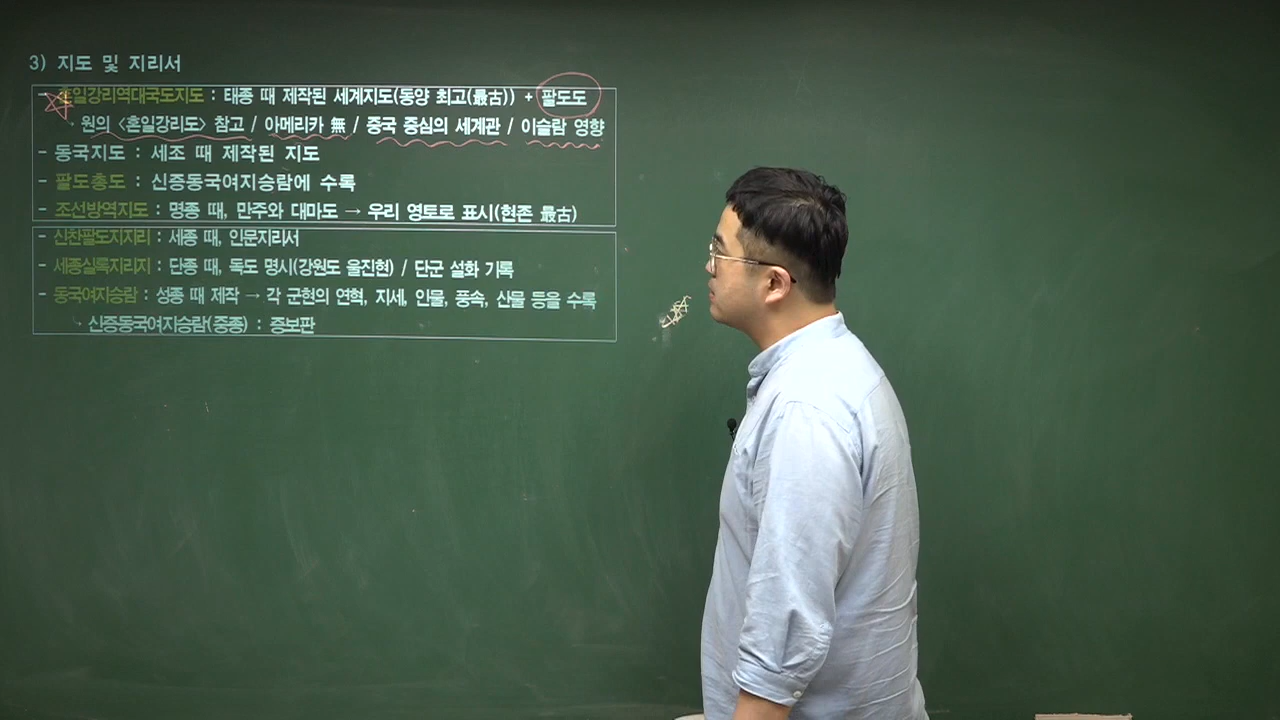 3) 지도 및 지리서
- 혼일강리역대국도지도 : 태종 때 제작된 세계지도(동양 최고(最古)) + 팔도도
원의 <혼일강리도> 참고 / 아메리카 無 / 중국 중심의 세계관 / 이슬람 영향
- 동국지도 : 세조 때 제작된 지도
- 팔도총도 : 신증동국여지승람에 수록
- 조선방역지도 : 명종 때, 만주와 대마도 → 우리 영토로 표시(현존 最古)
- 신찬팔도지리지 : 세종 때, 인문지리서
- 세종실록지리지 : 단종 때, 독도 명시(강원도 울진현) / 단군 설화 기록
- 동국여지승람 : 성종 때 제작 → 각 군현의 연혁, 지세, 인물, 풍속, 산물 등을 수록
신증동국여지승람(중종) : 증보판